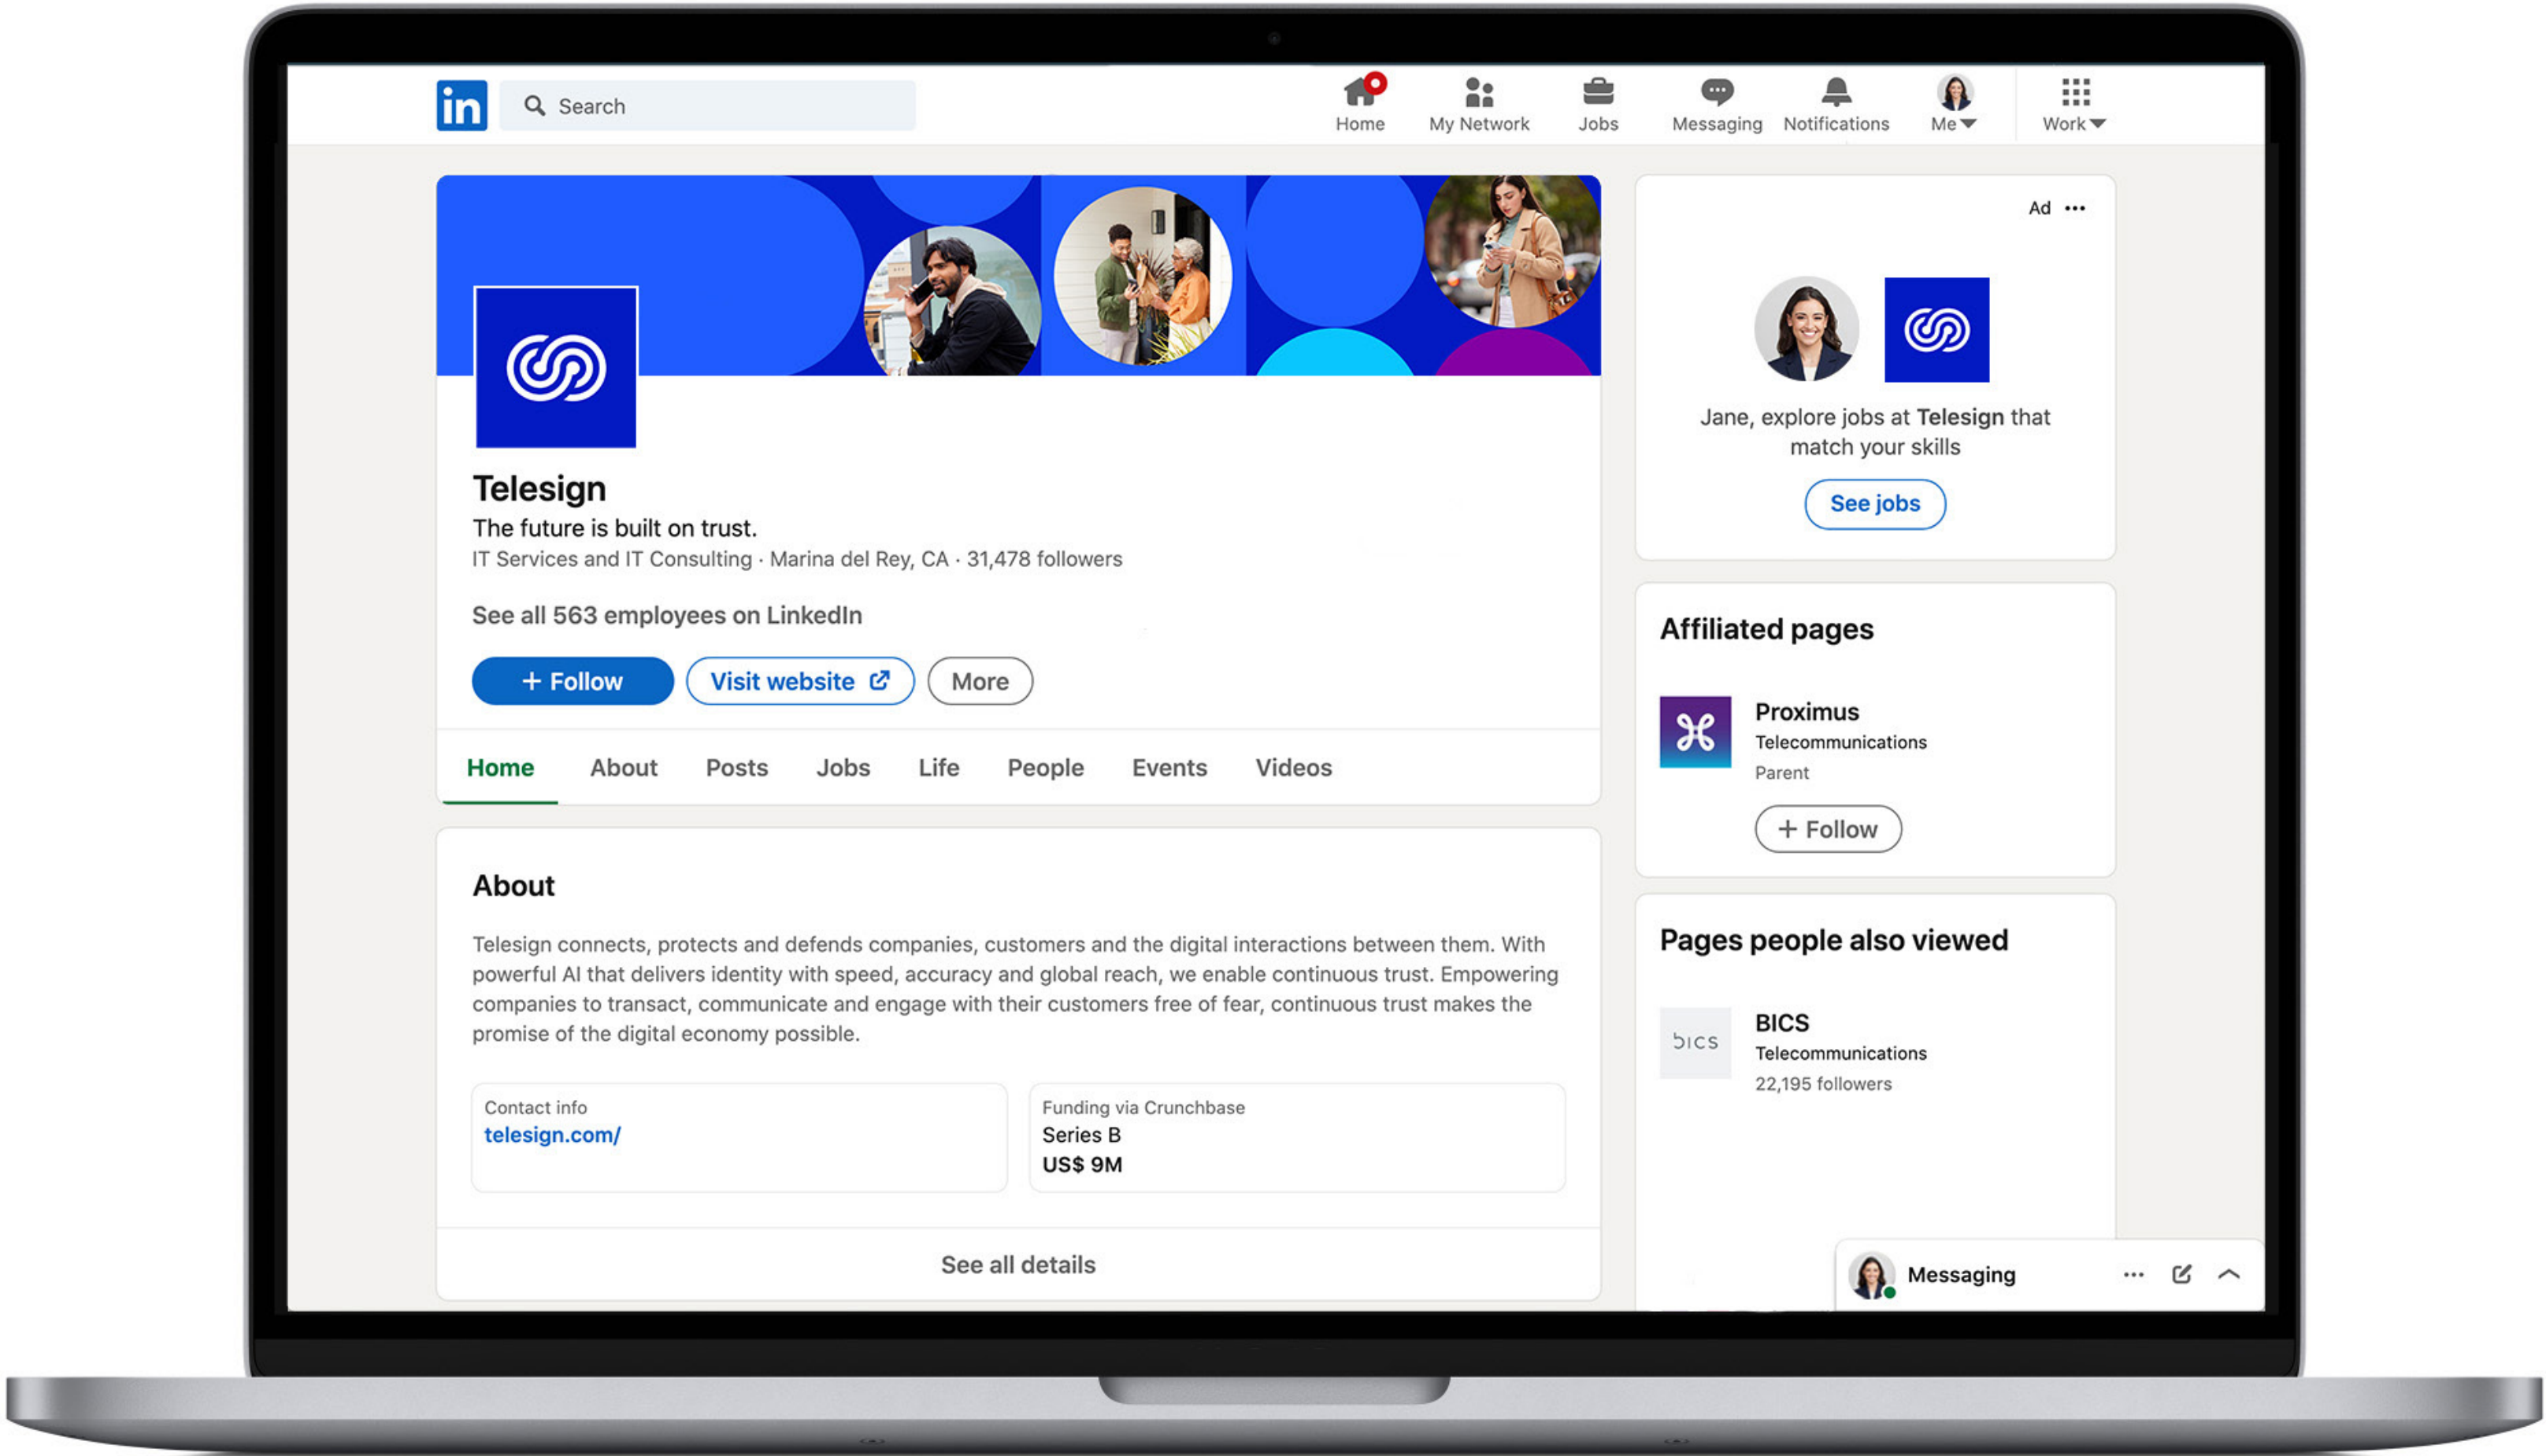 in
Search
Home
My Network
Jobs
Messaging
Notifications
Me
Work
Telesign
The future is built on trust.
IT Services and IT Consulting · Marina del Rey, CA · 31,478 followers
See all 563 employees on LinkedIn
+ Follow
Visit website
More
Home
About
Posts
Jobs
Life
People
Events
Videos
About
Telesign connects, protects and defends companies, customers and the digital interactions between them. With
powerful AI that delivers identity with speed, accuracy and global reach, we enable continuous trust. Empowering
companies to transact, communicate and engage with their customers free of fear, continuous trust makes the
promise of the digital economy possible.
Contact info
telesign.com/
Funding via Crunchbase
Series B
US$ 9M
See all details
Ad
Jane, explore jobs at Telesign that
match your skills
See jobs
Affiliated pages
Proximus
Telecommunications
Parent
+ Follow
Pages people also viewed
bics
BICS
Telecommunications
22,195 followers
Messaging